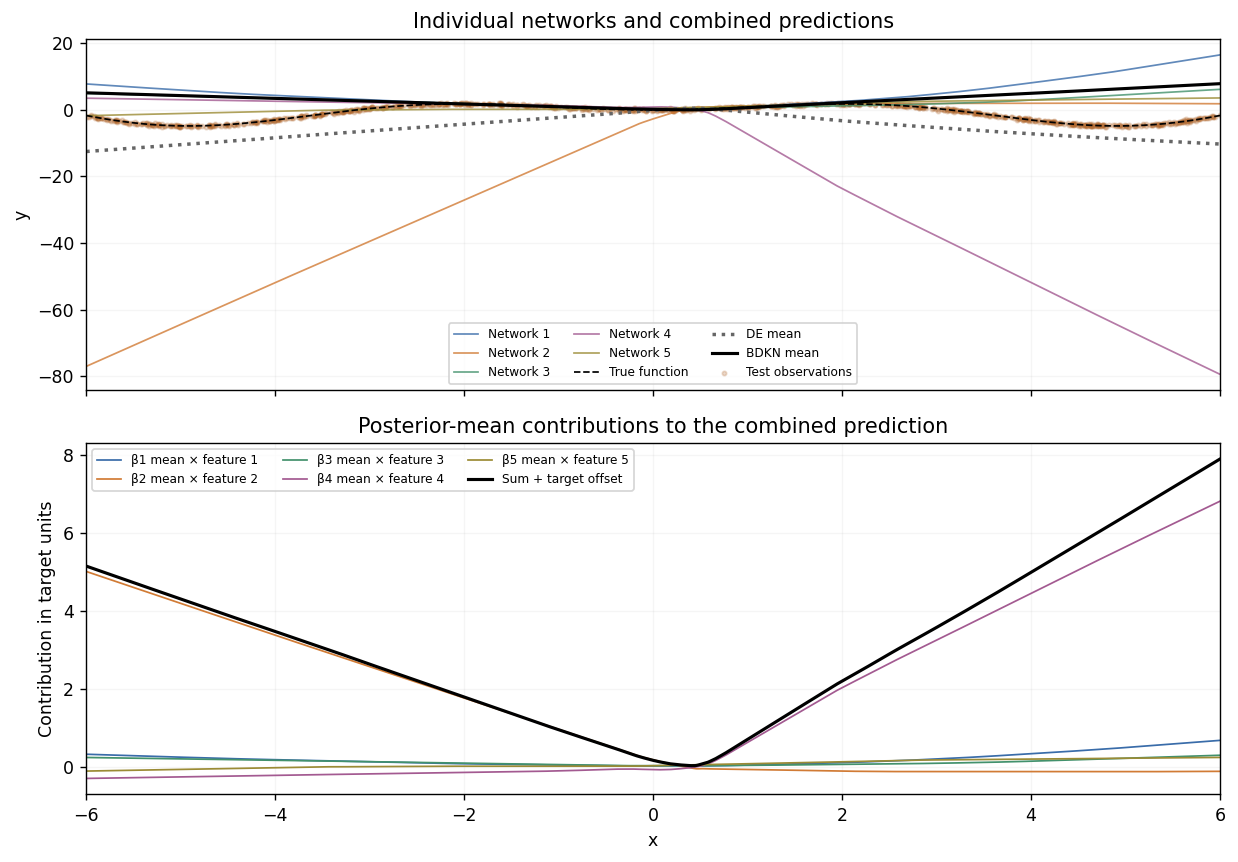 Individual networks and combined predictions
20
0
−20
−40
−60
−80
y
Network 1
Network 2
Network 3
Network 4
Network 5
True function
DE mean
BDKN mean
Test observations
Posterior-mean contributions to the combined prediction
8
6
4
2
0
Contribution in target units
β1 mean × feature 1
β2 mean × feature 2
β3 mean × feature 3
β4 mean × feature 4
β5 mean × feature 5
Sum + target offset
−6
−4
−2
0
2
4
6
x